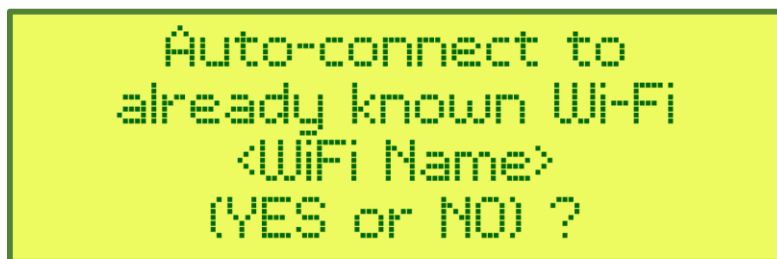 Auto-connect to
already known Wi-Fi
<WiFi Name>
(YES or NO) ?